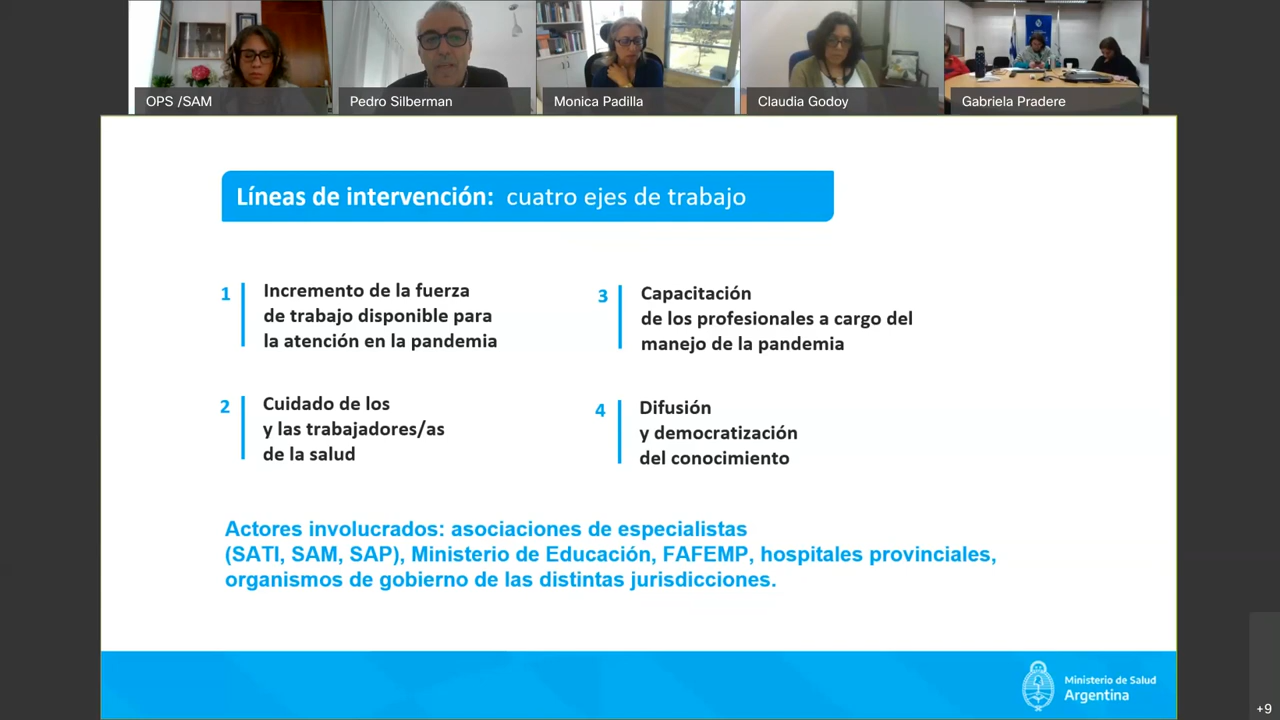 OPS /SAM
Pedro Silberman
Monica Padilla
Claudia Godoy
Gabriela Pradere
Líneas de intervención: cuatro ejes de trabajo
1
Incremento de la fuerza
de trabajo disponible para
la atención en la pandemia
2
Cuidado de los
y las trabajadores/as
de la salud
3
Capacitación
de los profesionales a cargo del
manejo de la pandemia
4
Difusión
y democratización
del conocimiento
Actores involucrados: asociaciones de especialistas
(SATI, SAM, SAP), Ministerio de Educación, FAFEMP, hospitales provinciales,
organismos de gobierno de las distintas jurisdicciones.
Ministerio de Salud
Argentina
+9